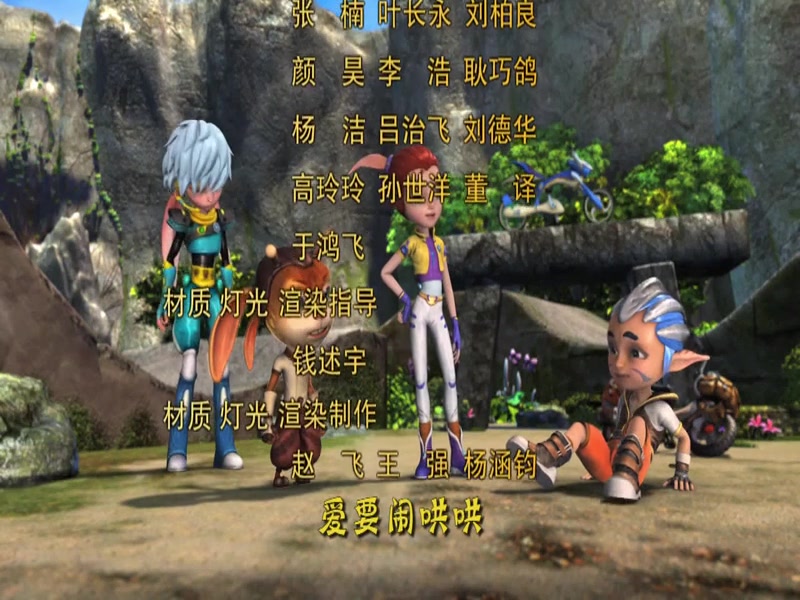 张　楠 叶长永 刘柏良
颜　昊 李　浩 耿巧鸽
杨　洁 吕治飞 刘德华
高玲玲 孙世洋 董　译
于鸿飞
材质 灯光 渲染指导
钱述宇
材质 灯光 渲染制作
赵　飞 王　强 杨涵钧
爱要闹哄哄